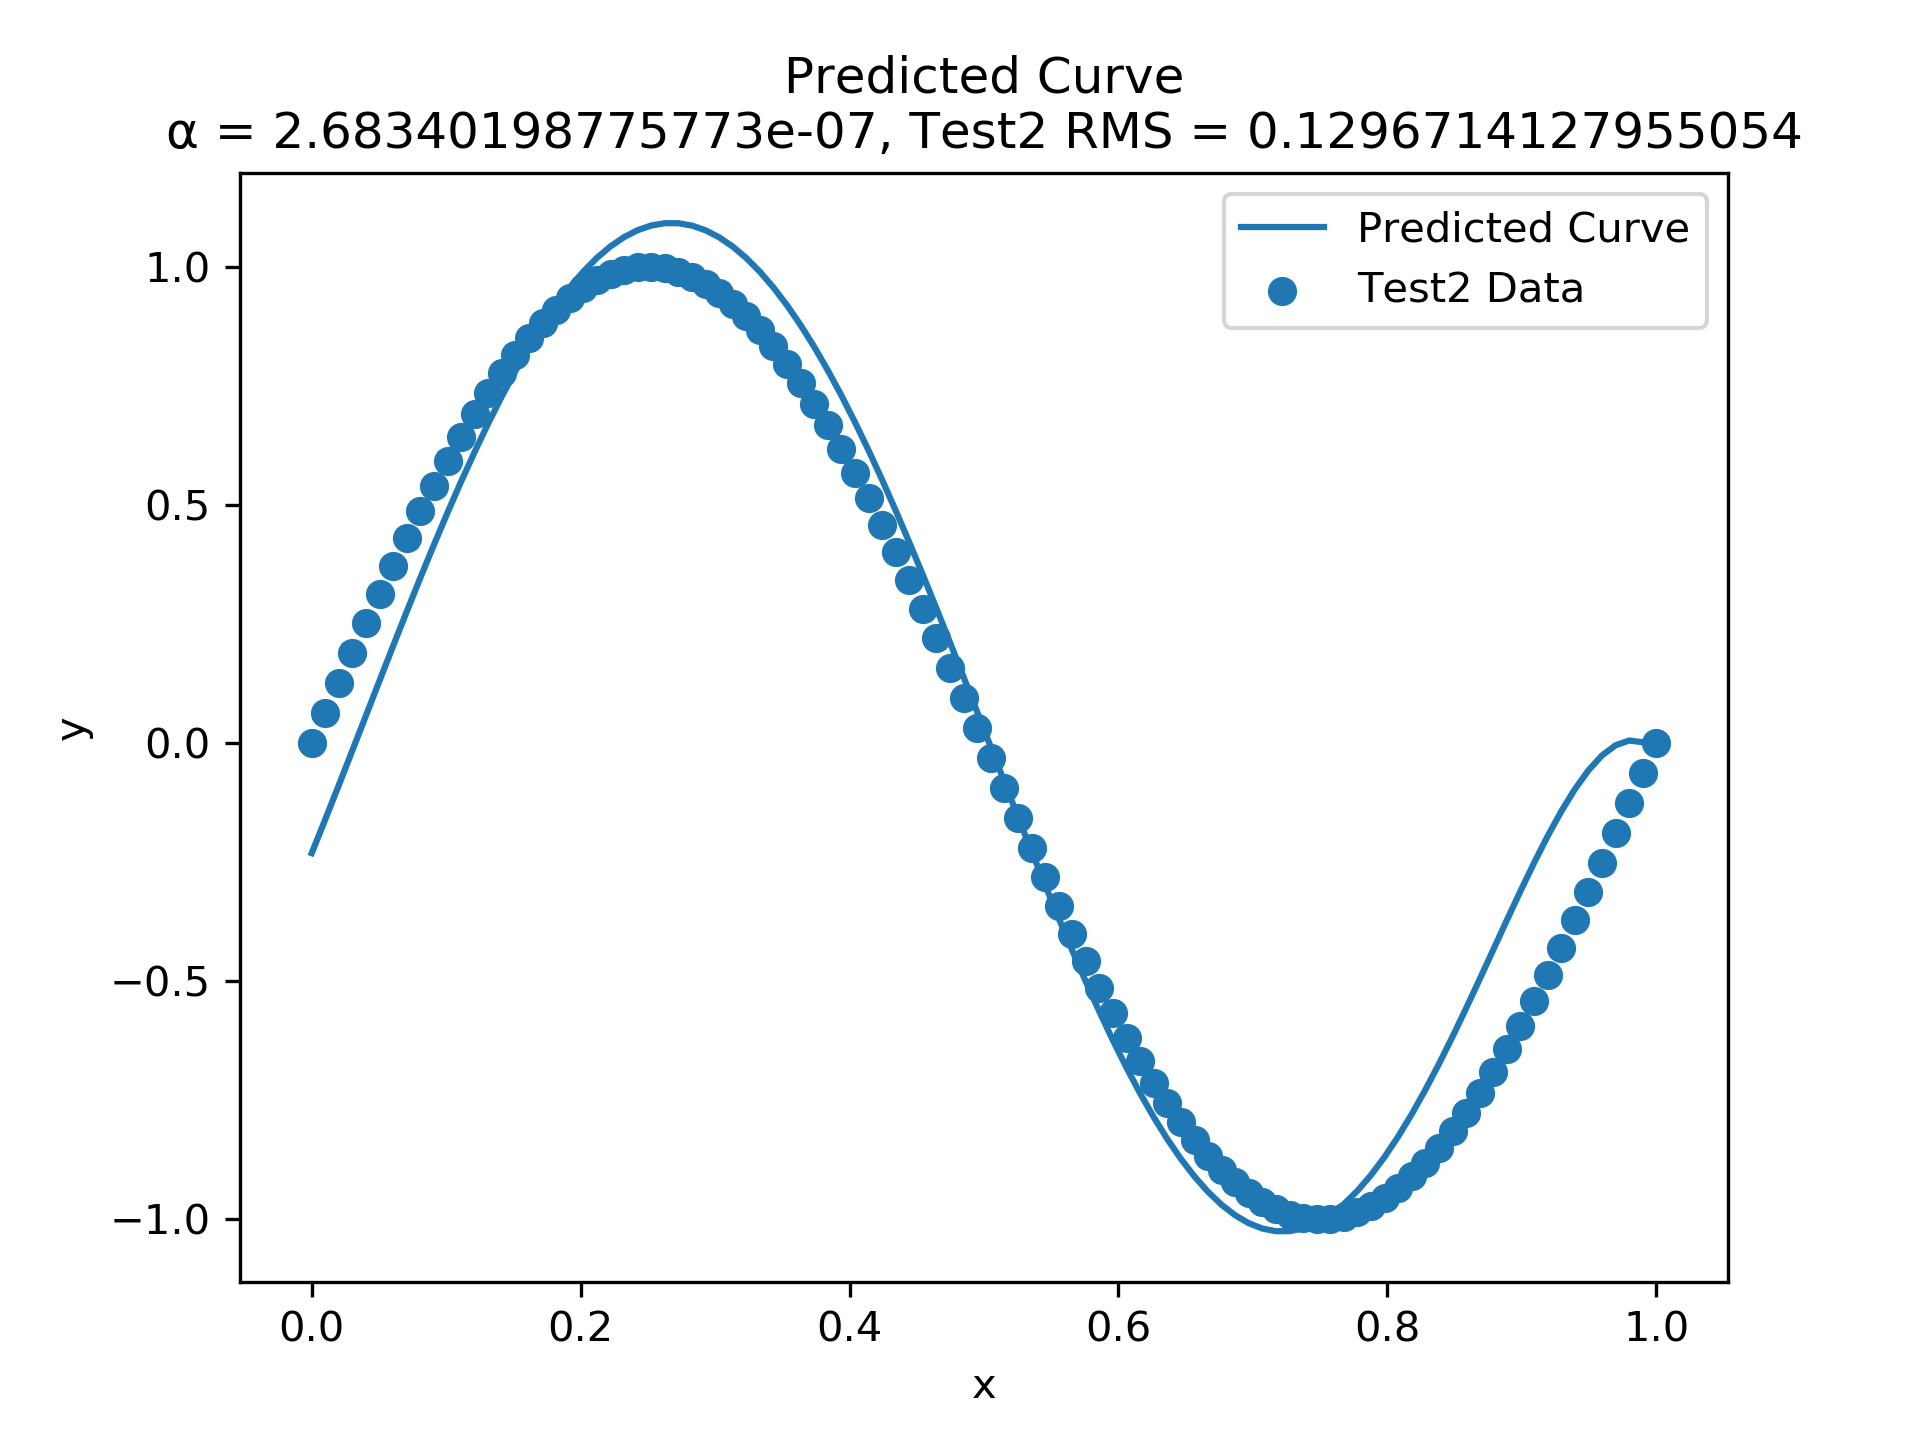 Predicted Curve
α = 2.68340198775773e-07, Test2 RMS = 0.1296714127955054
Predicted Curve
Test2 Data
1.0
0.5
0.0
−0.5
−1.0
y
0.0 0.2 0.4 0.6 0.8 1.0
x